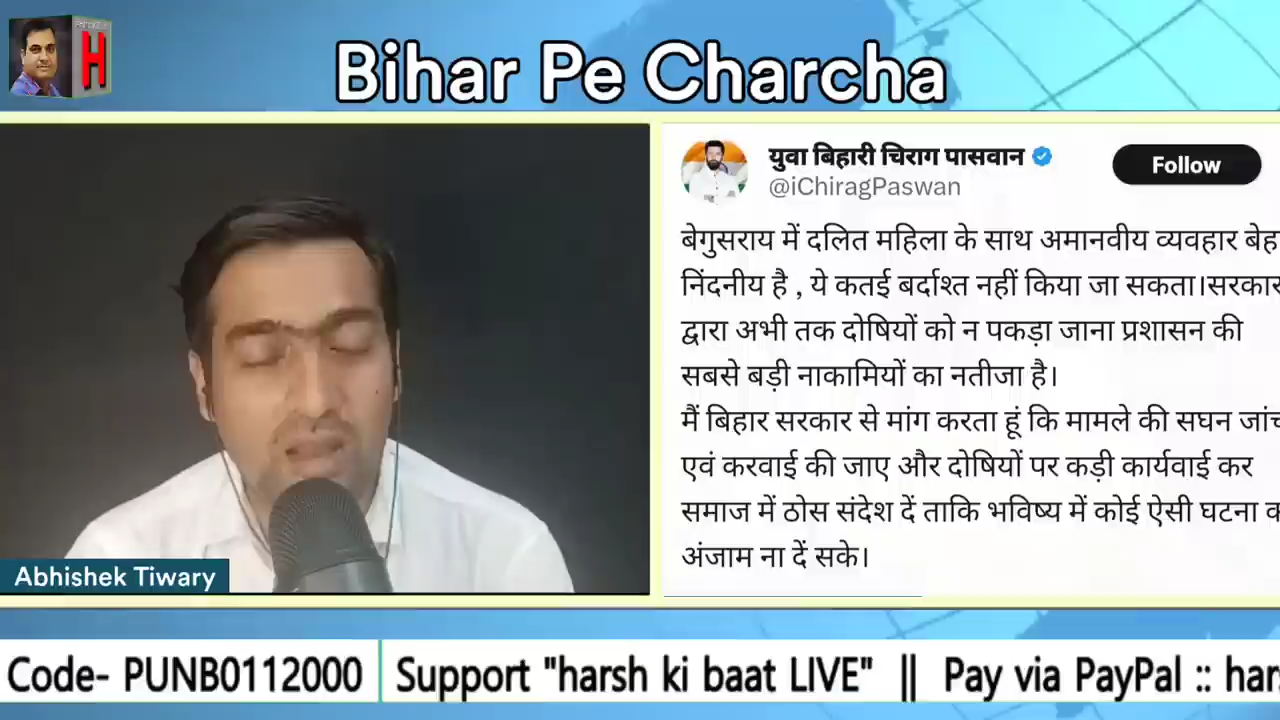 H
Bihar Pe Charcha
युवा बिहारी चिराग पासवान
@iChiragPaswan
Follow
बेगुसराय में दलित महिला के साथ अमानवीय व्यवहार
निंदनीय है , ये कतई बर्दाश्त नहीं किया जा सकता।सरकार
द्वारा अभी तक दोषियों को न पकड़ा जाना प्रशासन की
सबसे बड़ी नाकामियों का नतीजा है।
मैं बिहार सरकार से मांग करता हूं कि मामले की सघन जांच
एवं करवाई की जाए और दोषियों पर कड़ी कार्यवाई कर
समाज में ठोस संदेश दें ताकि भविष्य में कोई ऐसी घटना
अंजाम ना दें सके।
Abhishek Tiwary
Code- PUNB0112000 Support "harsh ki baat LIVE" || Pay via PayPal ::